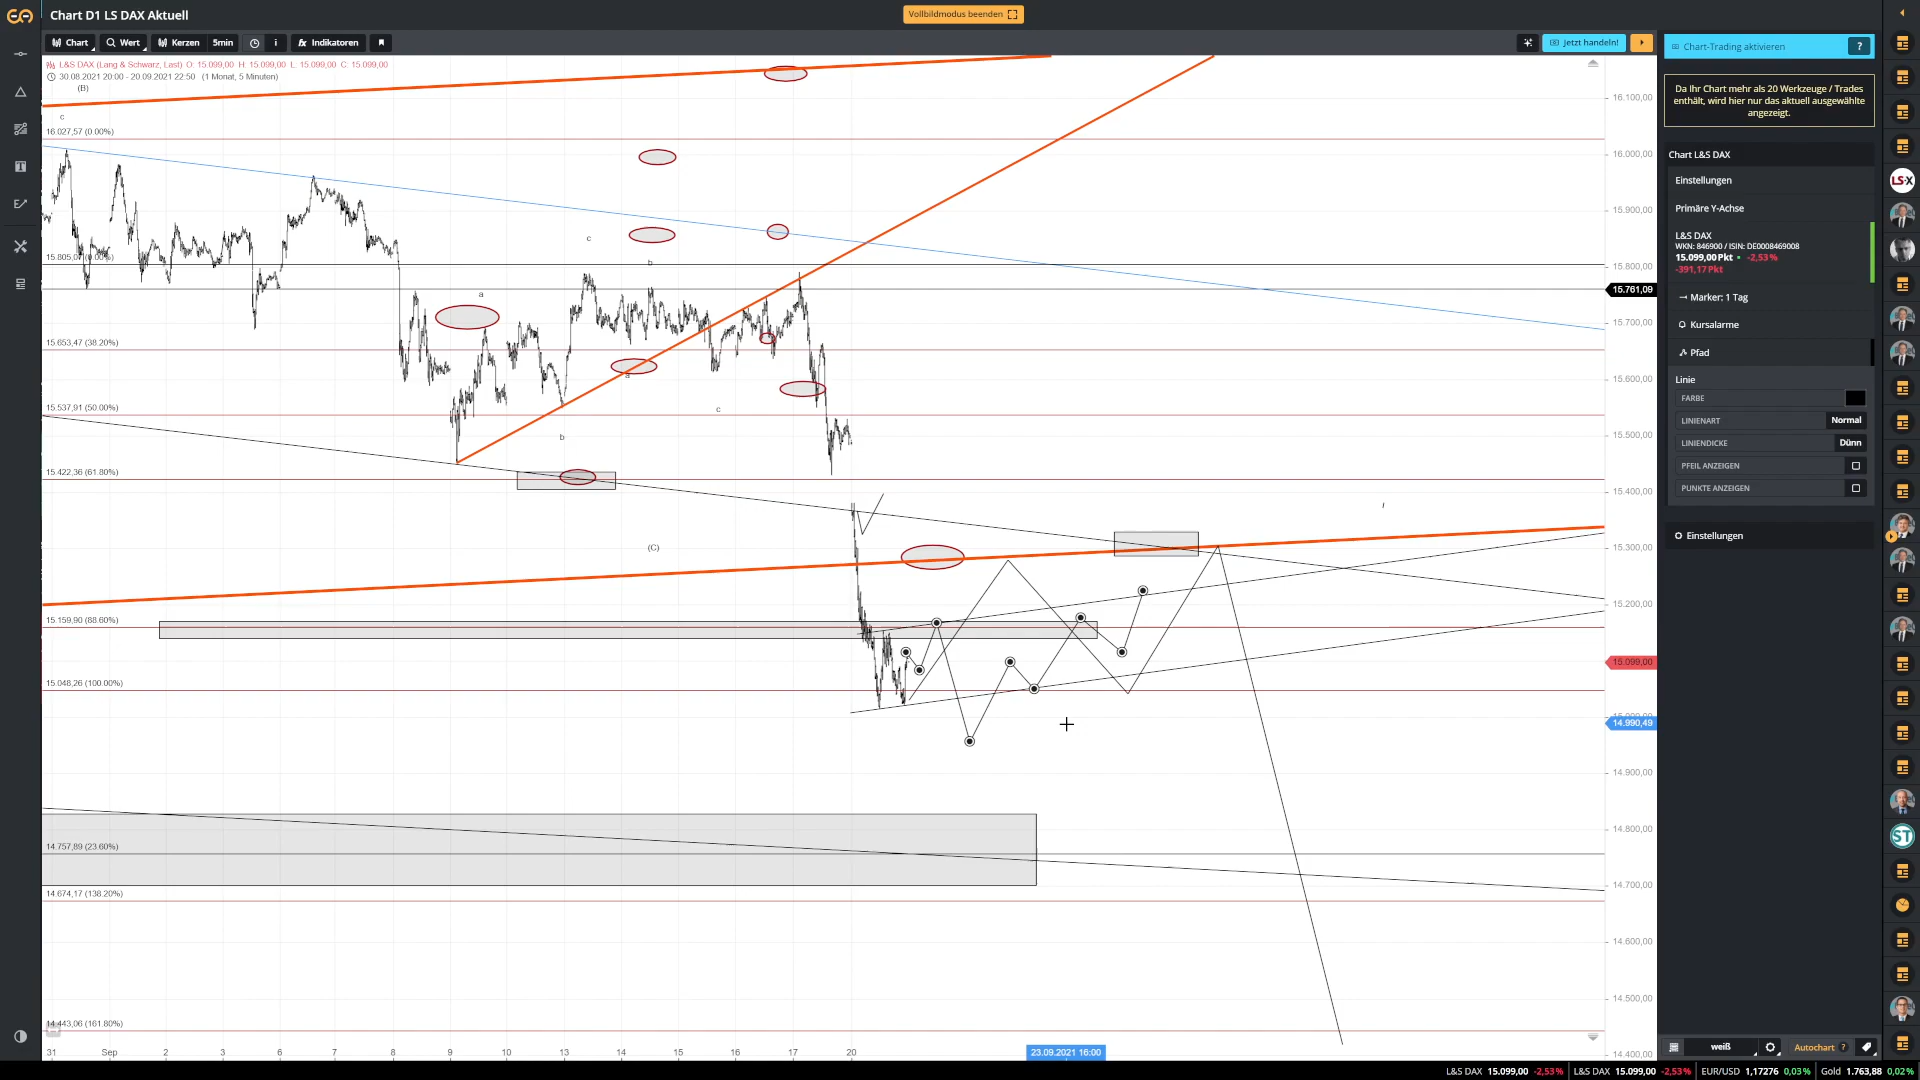 Chart D1 LS DAX Aktuell
Vollbildmodus beenden
Chart
Wert
Kerzen
5min
i
fx Indikatoren
Jetzt handeln!
Chart-Trading aktivieren
?
L&S DAX (Lang & Schwarz, Last) O: 15.099,00 H: 15.099,00 L: 15.099,00 C: 15.099,00
30.08.2021 20:00 - 20.09.2021 22:50 (1 Monat, 5 Minuten)
(B)
c
16.027,57 (0.00%)
15.653,47 (38.20%)
15.537,91 (50.00%)
15.422,36 (61.80%)
15.159,90 (88.60%)
15.048,26 (100.00%)
14.757,89 (23.60%)
14.674,17 (138.20%)
14.443,06 (161.80%)
a
c
b
a
b
c
(C)
i
16.100,00
16.000,00
15.900,00
15.800,00
15.761,09
15.700,00
15.600,00
15.500,00
15.400,00
15.300,00
15.200,00
15.099,00
14.990,49
14.900,00
14.800,00
14.700,00
14.600,00
14.500,00
14.400,00
31
Sep
2
3
6
7
8
9
10
13
14
15
16
17
20
23.09.2021 16:00
Da Ihr Chart mehr als 20 Werkzeuge / Trades
enthält, wird hier nur das aktuell ausgewählte
angezeigt.
Chart L&S DAX
Einstellungen
Primäre Y-Achse
L&S DAX
WKN: 846900 / ISIN: DE0008469008
15.099,00 Pkt -2,53%
-391,17 Pkt
Marker: 1 Tag
Kursalarme
Pfad
Linie
FARBE
LINIENART Normal
LINIENDICKE Dünn
PFEIL ANZEIGEN
PUNKTE ANZEIGEN
Einstellungen
LS-X
ST
weiß
Autochart ?
L&S DAX 15.099,00 -2,53% L&S DAX 15.099,00 -2,53% EUR/USD 1,17276 0,03% Gold 1.763,88 0,02%